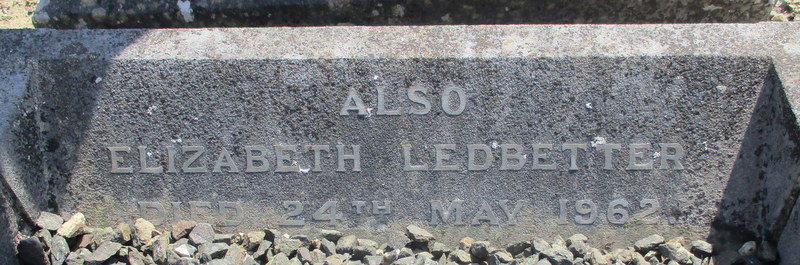 ALSO
ELIZABETH LEDBETTER
DIED 24TH MAY 1962.